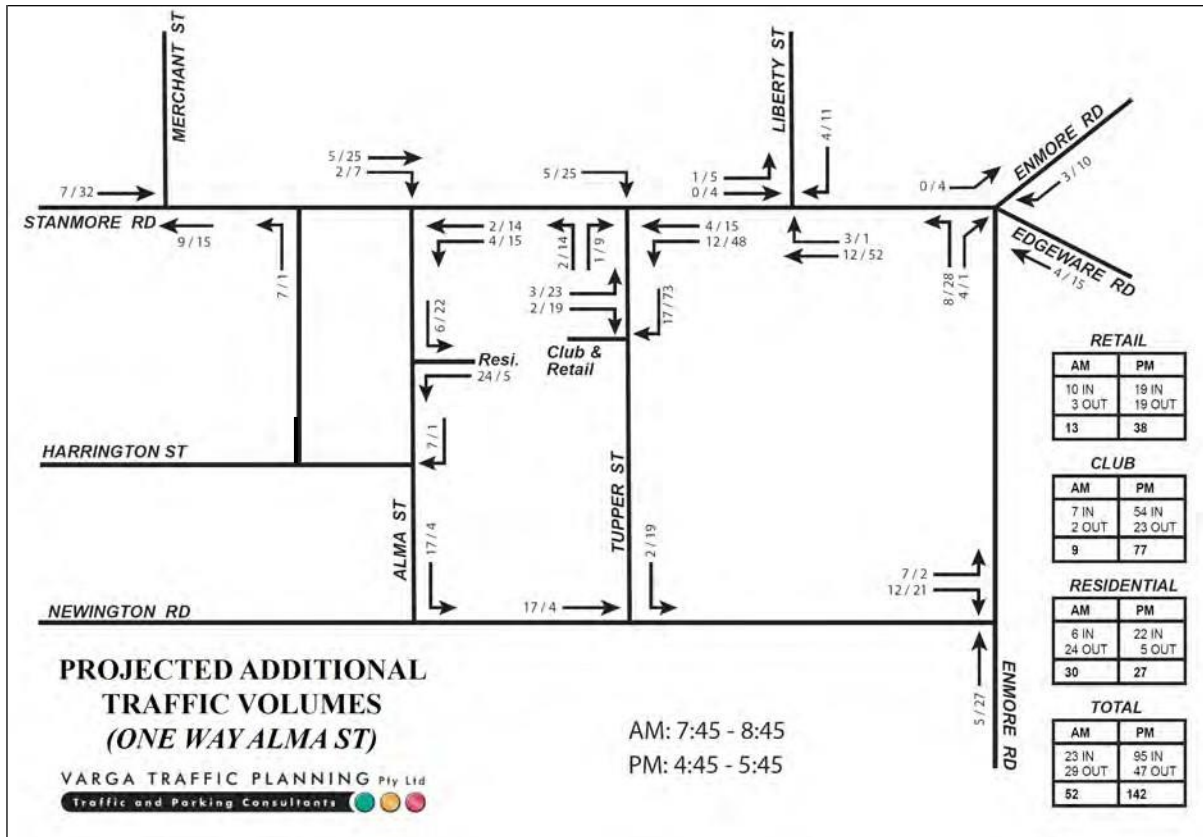 MERCHANT ST
LIBERTY ST
ENMORE RD
4 / 11
5 / 25
2 / 7
5 / 25
1 / 5
0 / 4
0 / 4
3 / 10
7 / 32
STANMORE RD
9 / 15
7 / 1
2 / 14
4 / 15
2 / 14
1 / 9
4 / 15
12 / 48
3 / 1
12 / 52
8 / 28
4 / 1
EDGEWARE RD
4 / 15
6 / 22
3 / 23
2 / 19
17 / 73
Resi.
24 / 5
Club &
Retail
7 / 1
HARRINGTON ST
ALMA ST
17 / 4
TUPPER ST
2 / 19
7 / 2
12 / 21
NEWINGTON RD
17 / 4
5 / 27
ENMORE RD
RETAIL
AM PM
10 IN 19 IN
3 OUT 19 OUT
13 38
CLUB
AM PM
7 IN 54 IN
2 OUT 23 OUT
9 77
RESIDENTIAL
AM PM
6 IN 22 IN
24 OUT 5 OUT
30 27
TOTAL
AM PM
23 IN 95 IN
29 OUT 47 OUT
52 142
PROJECTED ADDITIONAL
TRAFFIC VOLUMES
(ONE WAY ALMA ST)
AM: 7:45 - 8:45
PM: 4:45 - 5:45
VARGA TRAFFIC PLANNING Pty Ltd
Traffic and Parking Consultants